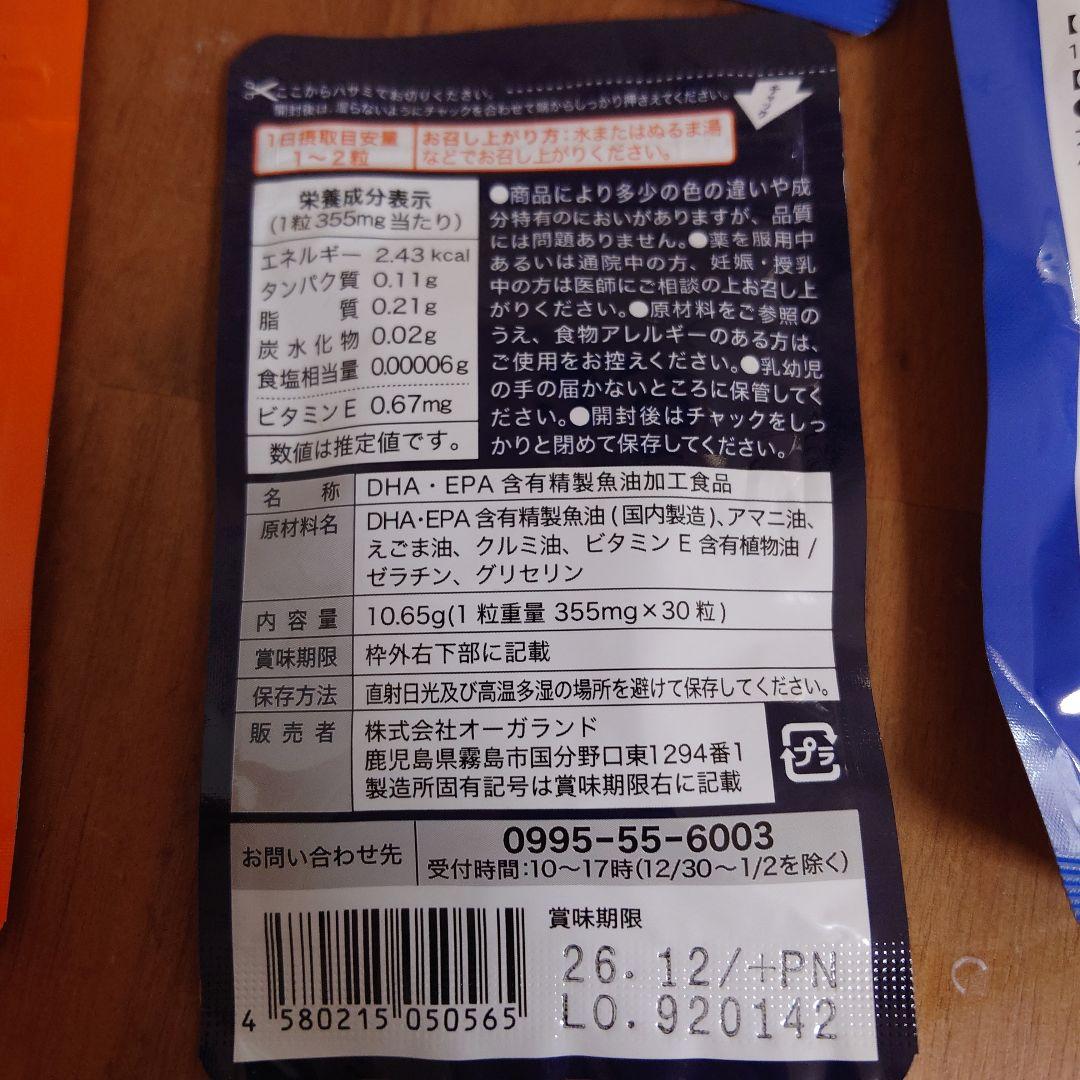 ここからハサミでお切りください。
開封後は、湿らないようにチャックを合わせて端からしっかり押さえてください。
チャック
1日摂取目安量
1～2粒
お召し上がり方：水またはぬるま湯
などでお召し上がりください。
栄養成分表示
(1粒355mg当たり)
エネルギー 2.43kcal
タンパク質 0.11g
脂質 0.21g
炭水化物 0.02g
食塩相当量 0.00006g
ビタミンE 0.67mg
数値は推定値です。
●商品により多少の色の違いや成
分特有のにおいがありますが、品質
には問題ありません。●薬を服用中
あるいは通院中の方、妊娠・授乳
中の方は医師にご相談の上お召し上
がりください。●原材料をご参照の
うえ、食物アレルギーのある方は、
ご使用をお控えください。●乳幼児
の手の届かないところに保管してく
ださい。●開封後はチャックをしっ
かりと閉めて保存してください。
名称 DHA・EPA含有精製魚油加工食品
原材料名 DHA・EPA含有精製魚油(国内製造)、アマニ油、
えごま油、クルミ油、ビタミンE含有植物油/
ゼラチン、グリセリン
内容量 10.65g(1粒重量 355mg×30粒)
賞味期限 枠外右下部に記載
保存方法 直射日光及び高温多湿の場所を避けて保存してください。
販売者 株式会社オーガランド
鹿児島県霧島市国分野口東1294番1
製造所固有記号は賞味期限右に記載
プラ
お問い合わせ先
0995-55-6003
受付時間：10～17時(12/30～1/2を除く)
賞味期限
26.12/+PN
LO.920142
4 580215 050565